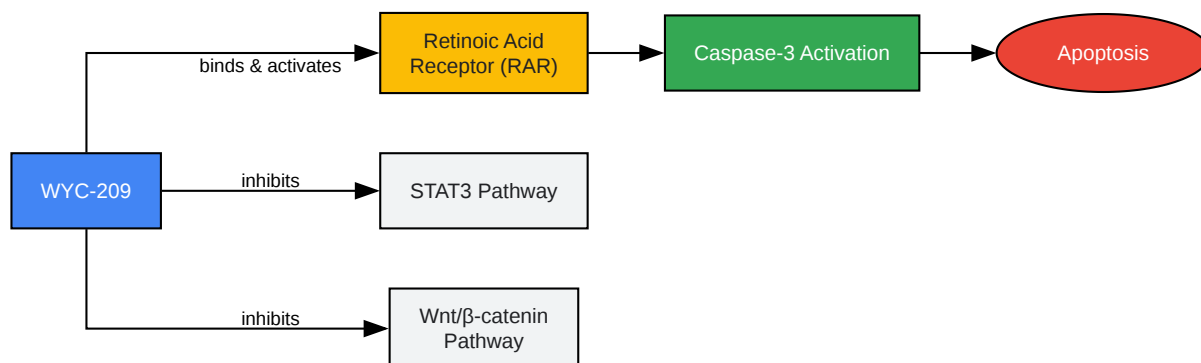 Retinoic Acid
Receptor (RAR)
Caspase-3 Activation
Apoptosis
binds & activates
WYC-209
inhibits
STAT3 Pathway
inhibits
Wnt/β-catenin
Pathway